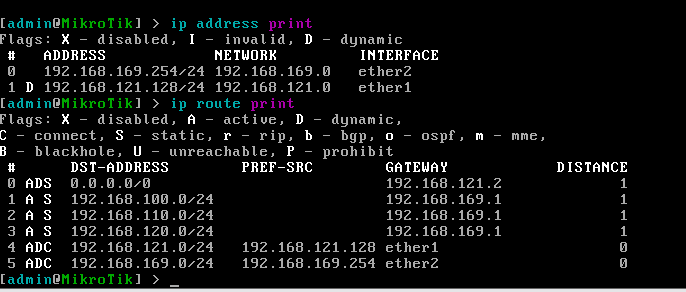 [admin@MikroTik] > ip address print
Flags: X - disabled, I - invalid, D - dynamic
# ADDRESS NETWORK INTERFACE
0 192.168.169.254/24 192.168.169.0 ether2
1 D 192.168.121.128/24 192.168.121.0 ether1
[admin@MikroTik] > ip route print
Flags: X - disabled, A - active, D - dynamic,
C - connect, S - static, r - rip, b - bgp, o - ospf, m - mme,
B - blackhole, U - unreachable, P - prohibit
# DST-ADDRESS PREF-SRC GATEWAY DISTANCE
0 ADS 0.0.0.0/0 192.168.121.2 1
1 A S 192.168.100.0/24 192.168.169.1 1
2 A S 192.168.110.0/24 192.168.169.1 1
3 A S 192.168.120.0/24 192.168.169.1 1
4 ADC 192.168.121.0/24 192.168.121.128 ether1 0
5 ADC 192.168.169.0/24 192.168.169.254 ether2 0
[admin@MikroTik] > _